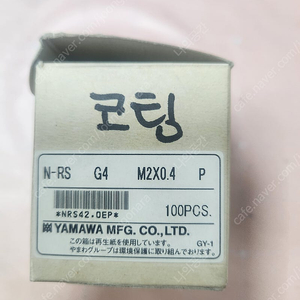 코팅
N-RS G4 M2X0.4 P
*NRS42.0EP*
100PCS.
YAMAWA MFG. CO.,LTD.
この箱は再生紙を使用しています。 GY-1
やまわグループは環境保護に取り組んでおります。